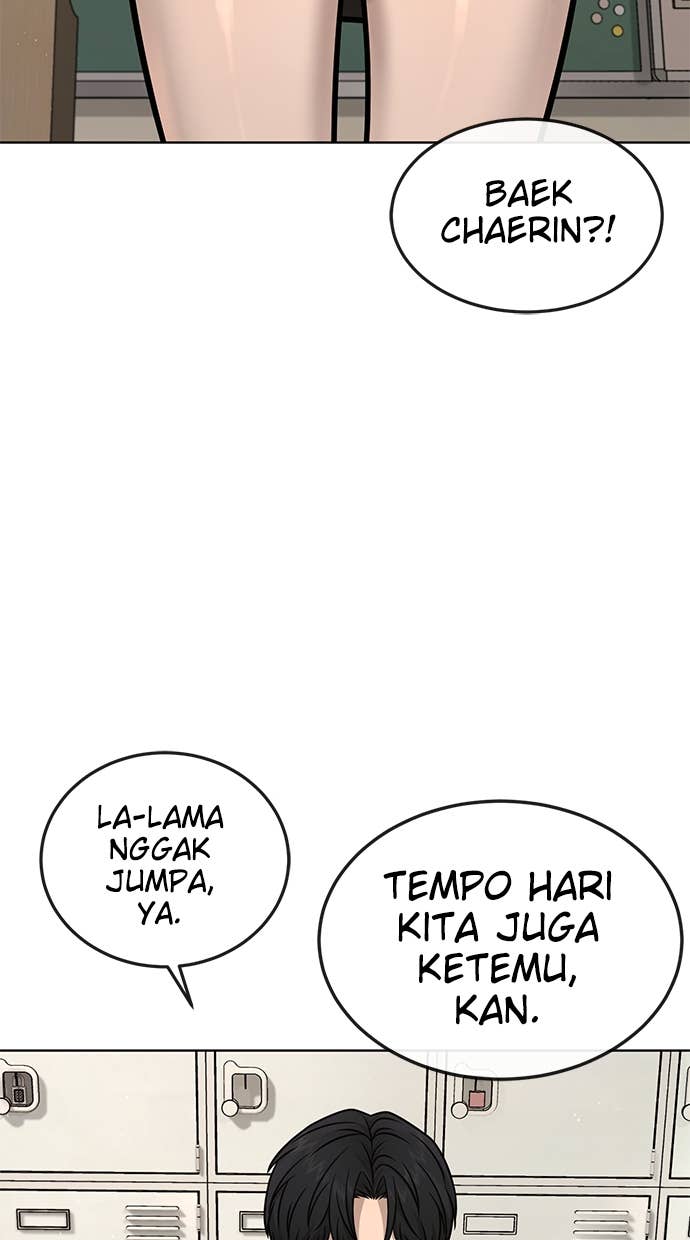 BAEK
CHAERIN?!
LA-LAMA
NGGAK
JUMPA,
YA.
TEMPO HARI
KITA JUGA
KETEMU,
KAN.